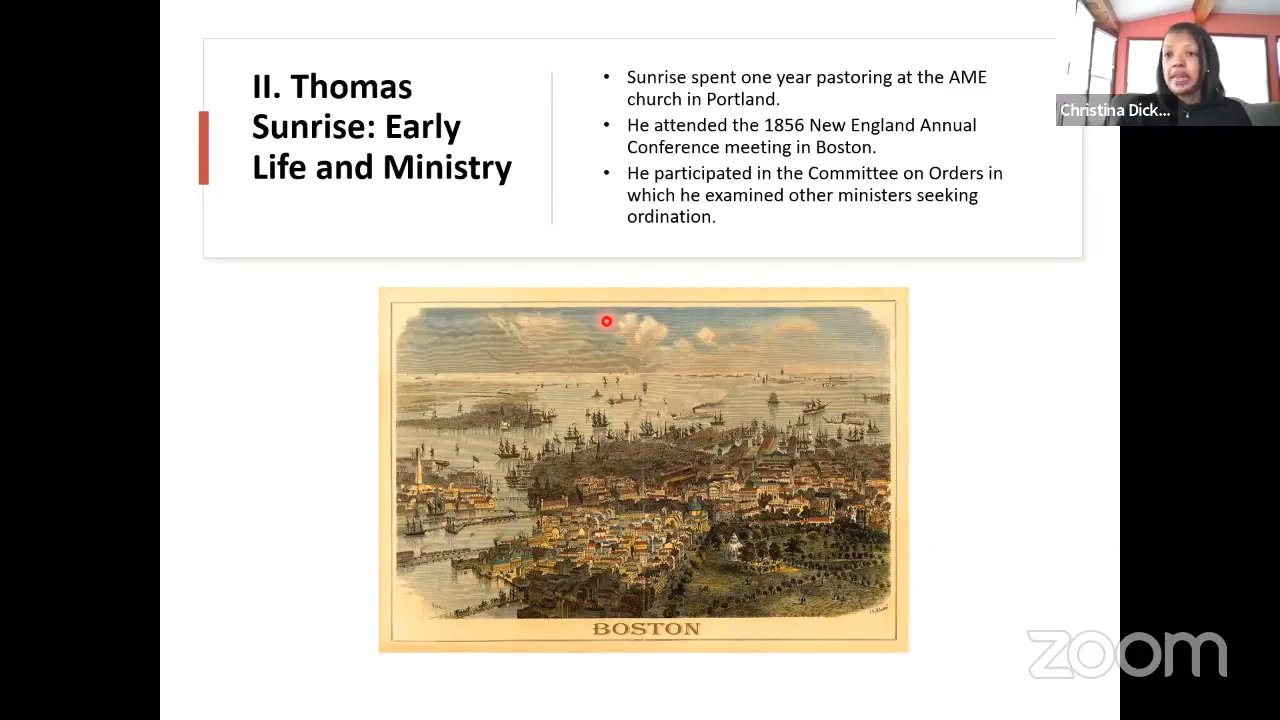 II. Thomas
Sunrise: Early
Life and Ministry
• Sunrise spent one year pastoring at the AME
church in Portland.
• He attended the 1856 New England Annual
Conference meeting in Boston.
• He participated in the Committee on Orders in
which he examined other ministers seeking
ordination.
Christina Dick...
BOSTON
zoom